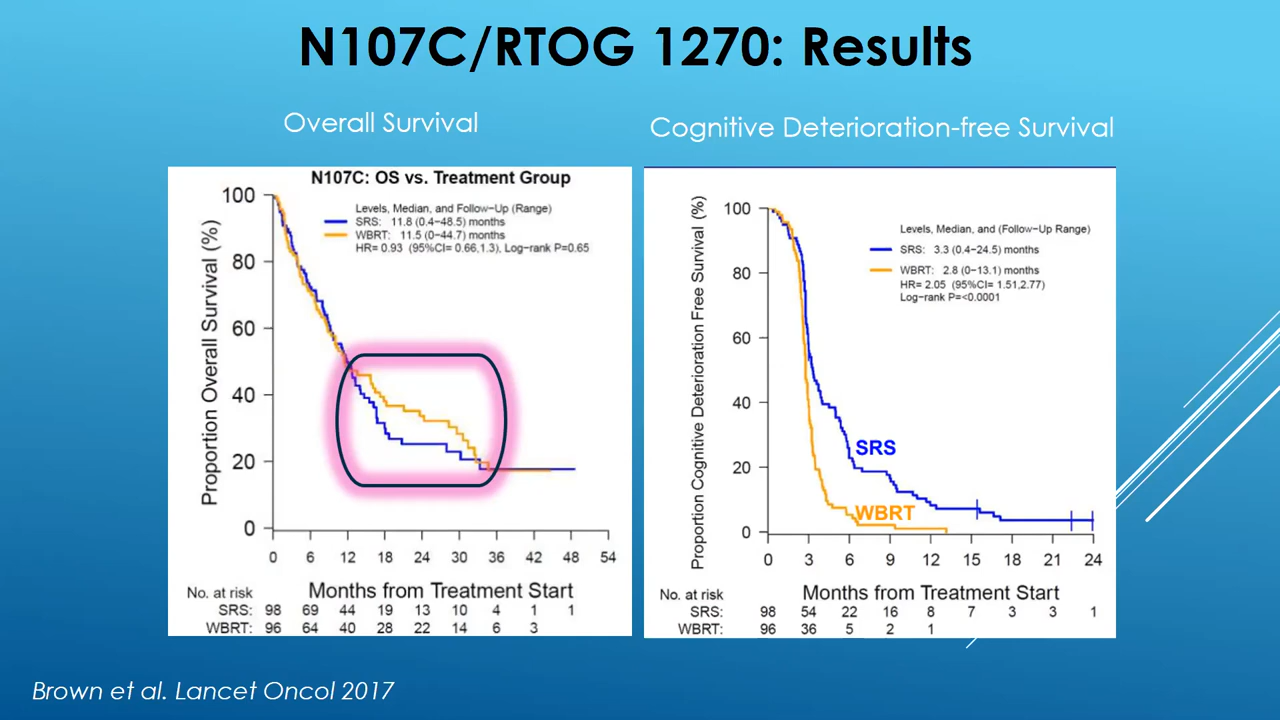 N107C/RTOG 1270: Results
Overall Survival
Cognitive Deterioration-free Survival
N107C: OS vs. Treatment Group
Levels, Median, and Follow-Up (Range)
SRS: 11.8 (0.4-48.5) months
WBRT: 11.5 (0-44.7) months
HR= 0.93 (95%CI= 0.66,1.3), Log-rank P=0.65
Proportion Overall Survival (%)
100
80
60
40
20
0
0 6 12 18 24 30 36 42 48 54
Months from Treatment Start
No. at risk
SRS: 98 69 44 19 13 10 4 1 1
WBRT: 96 64 40 28 22 14 6 3
Levels, Median, and (Follow-Up Range)
SRS: 3.3 (0.4-24.5) months
WBRT: 2.8 (0-13.1) months
HR= 2.05 (95%CI= 1.51,2.77)
Log-rank P=<0.0001
Proportion Cognitive Deterioration Free Survival (%)
100
80
60
40
20
0
SRS
WBRT
0 3 6 9 12 15 18 21 24
Months from Treatment Start
No. at risk
SRS: 98 54 22 16 8 7 3 3 1
WBRT: 96 36 5 2 1
Brown et al. Lancet Oncol 2017